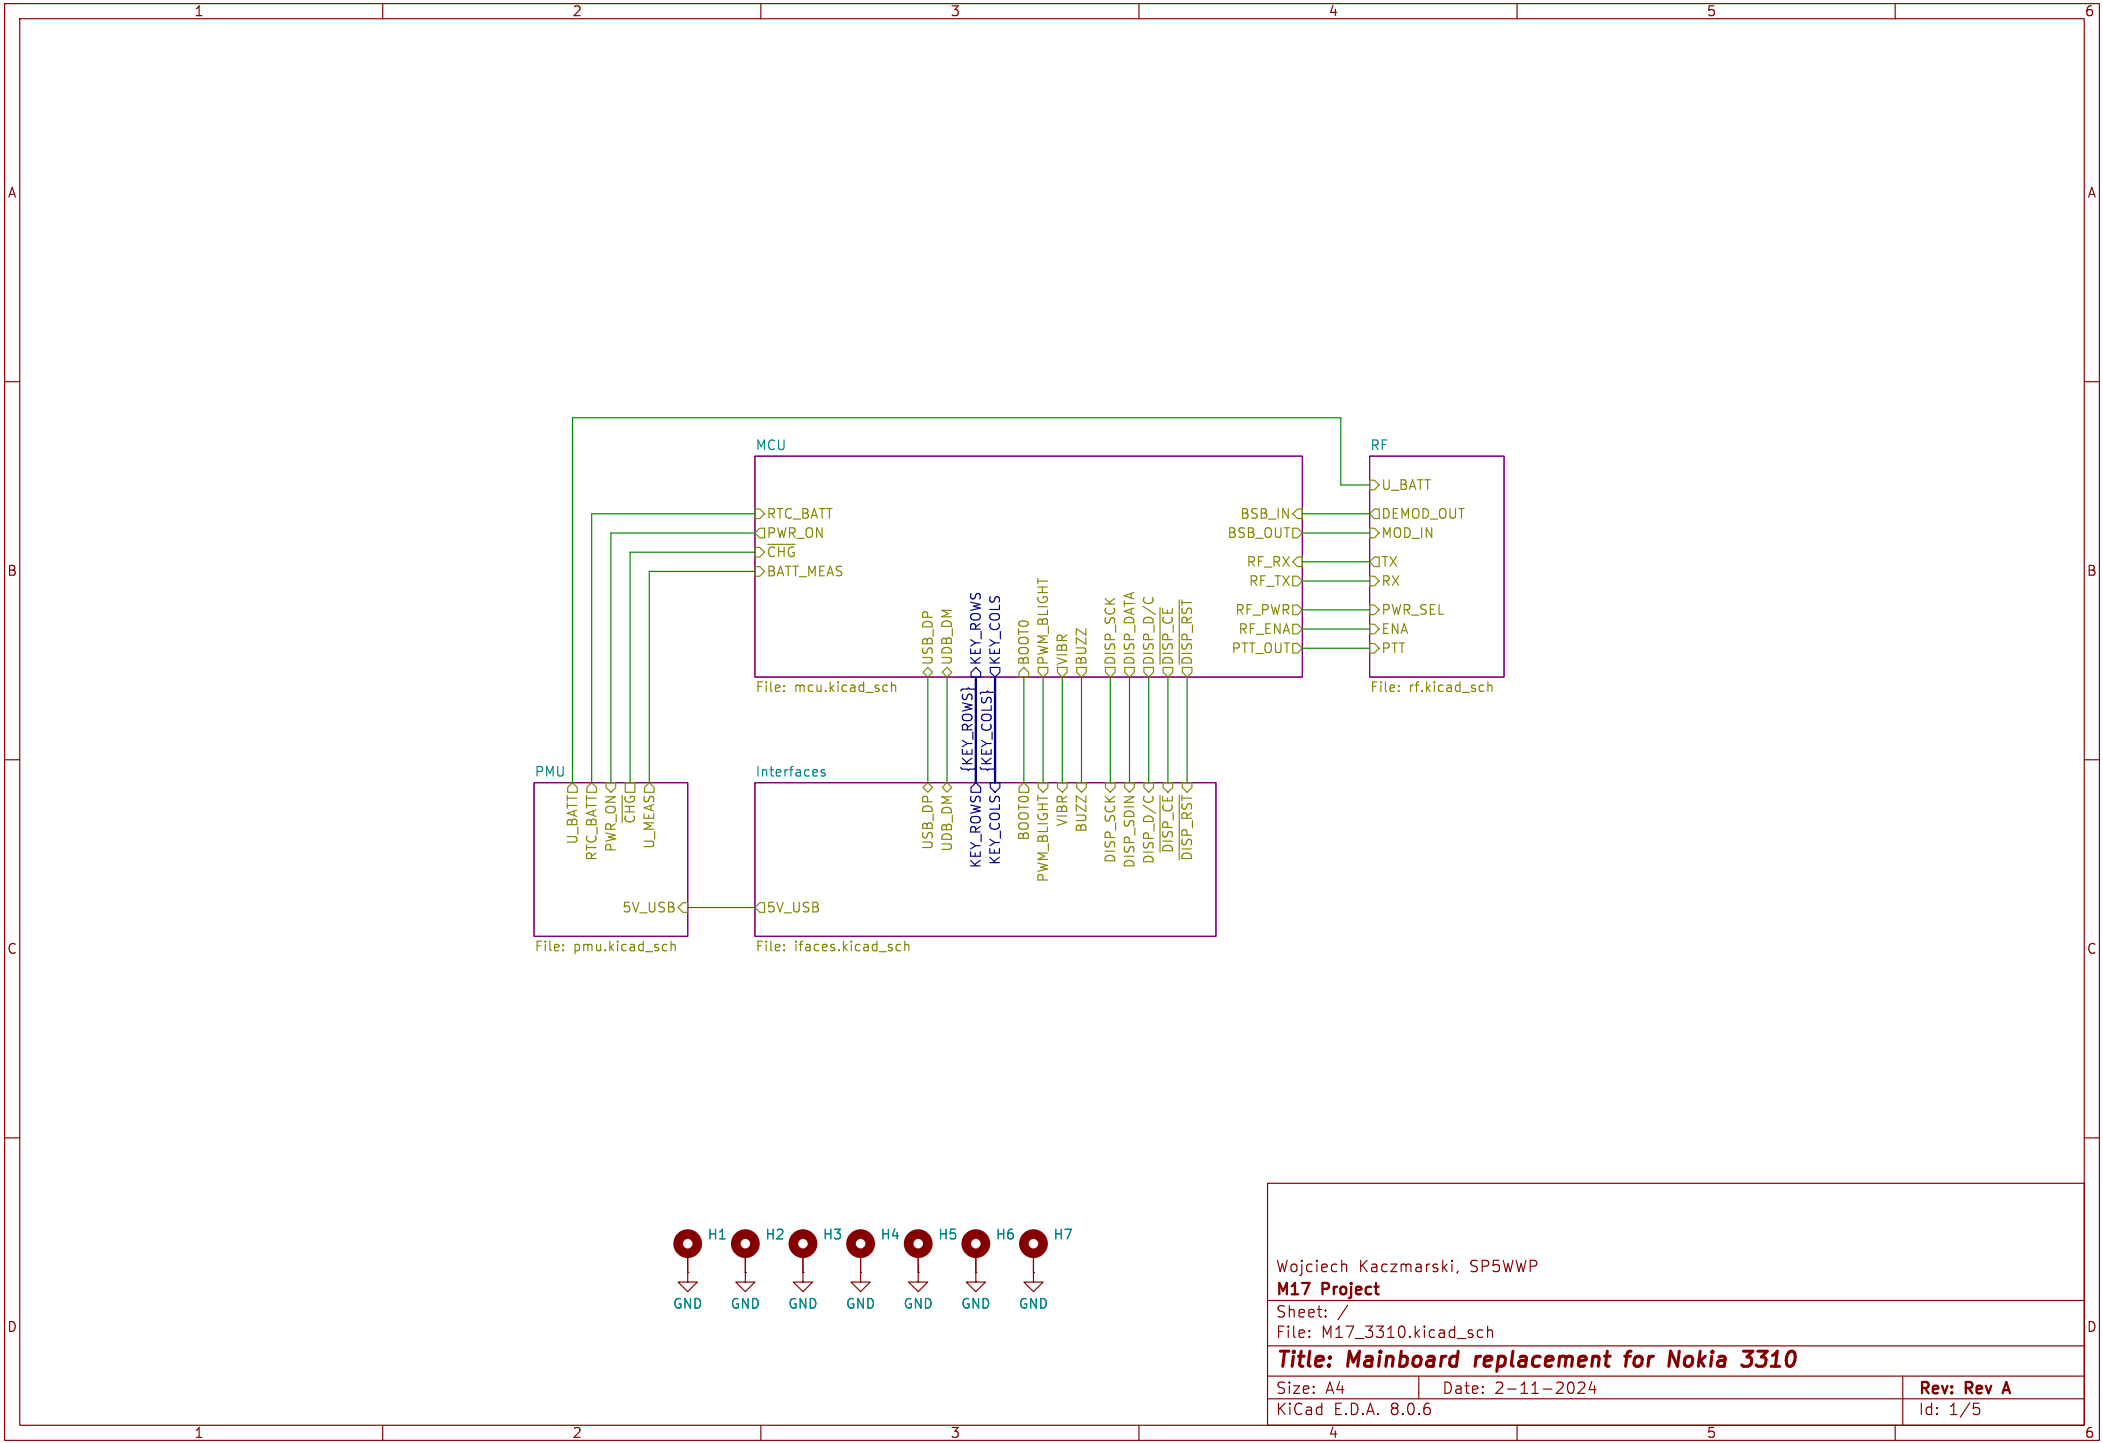 1 2 3 4 5 6
A A
MCU RF
U_BATT
RTC_BATT BSB_IN DEMOD_OUT
PWR_ON BSB_OUT MOD_IN
CHG
BATT_MEAS RF_RX TX
RF_TX RX
B B
RF_PWR PWR_SEL
RF_ENA ENA
PTT_OUT PTT
USB_DP UDB_DM KEY_ROWS KEY_COLS BOOT0 PWM_BLIGHT VIBR BUZZ DISP_SCK DISP_DATA DISP_D/C DISP_CE DISP_RST
File: mcu.kicad_sch File: rf.kicad_sch
{KEY_ROWS} {KEY_COLS}
PMU Interfaces
U_BATT RTC_BATT PWR_ON CHG U_MEAS
USB_DP UDB_DM KEY_ROWS KEY_COLS BOOT0 PWM_BLIGHT VIBR BUZZ DISP_SCK DISP_SDIN DISP_D/C DISP_CE DISP_RST
5V_USB 5V_USB
File: pmu.kicad_sch File: ifaces.kicad_sch
C C
H1 H2 H3 H4 H5 H6 H7
GND GND GND GND GND GND GND
Wojciech Kaczmarski, SP5WWP
M17 Project
Sheet: /
File: M17_3310.kicad_sch
D D
Title: Mainboard replacement for Nokia 3310
Size: A4 Date: 2-11-2024 Rev: Rev A
KiCad E.D.A. 8.0.6 Id: 1/5
1 2 3 4 5 6